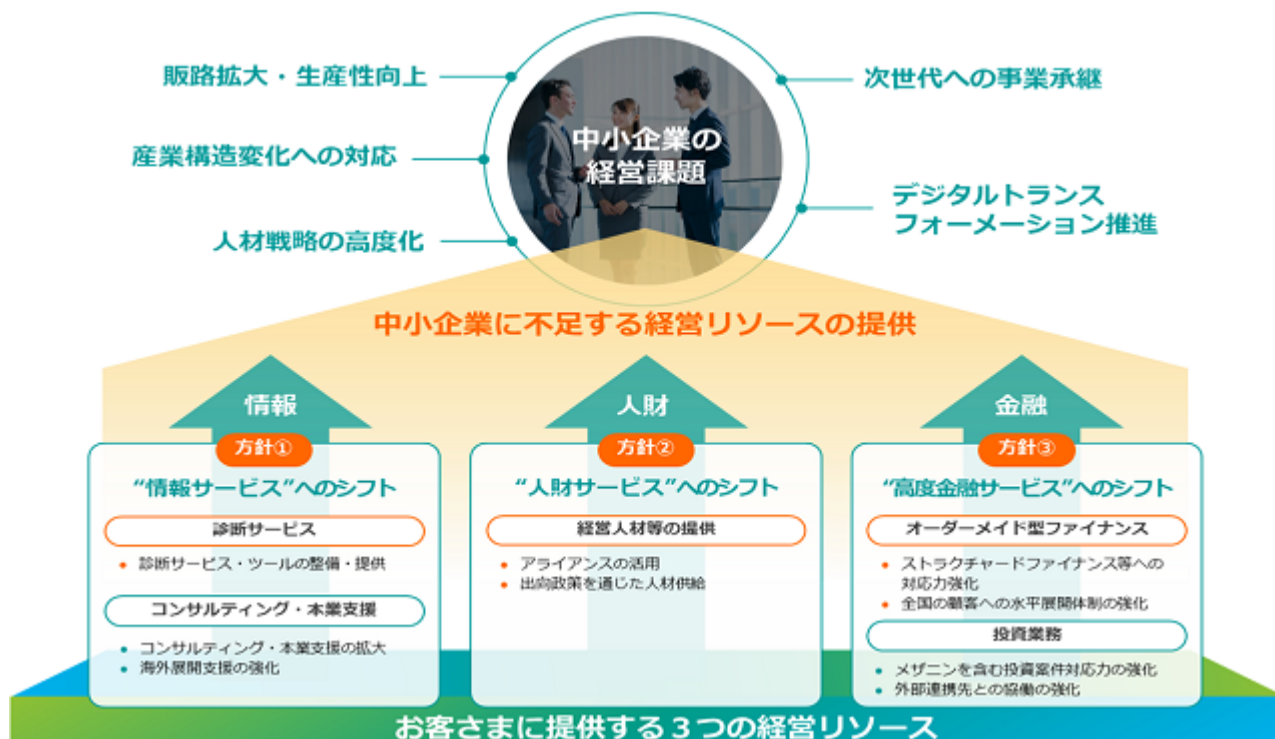 販路拡大・生産性向上
産業構造変化への対応
人材戦略の高度化
中小企業の
経営課題
次世代への事業承継
デジタルトランス
フォーメーション推進
中小企業に不足する経営リソースの提供
情報
方針①
“情報サービス”へのシフト
診断サービス
• 診断サービス・ツールの整備・提供
コンサルティング・本業支援
• コンサルティング・本業支援の拡大
• 海外展開支援の強化
人財
方針②
“人財サービス”へのシフト
経営人材等の提供
• アライアンスの活用
• 出向政策を通じた人材供給
金融
方針③
“高度金融サービス”へのシフト
オーダーメイド型ファイナンス
• ストラクチャードファイナンス等への
対応力強化
• 全国の顧客への水平展開体制の強化
投資業務
• メザニンを含む投資案件対応力の強化
• 外部連携先との協働の強化
お客さまに提供する3つの経営リソース